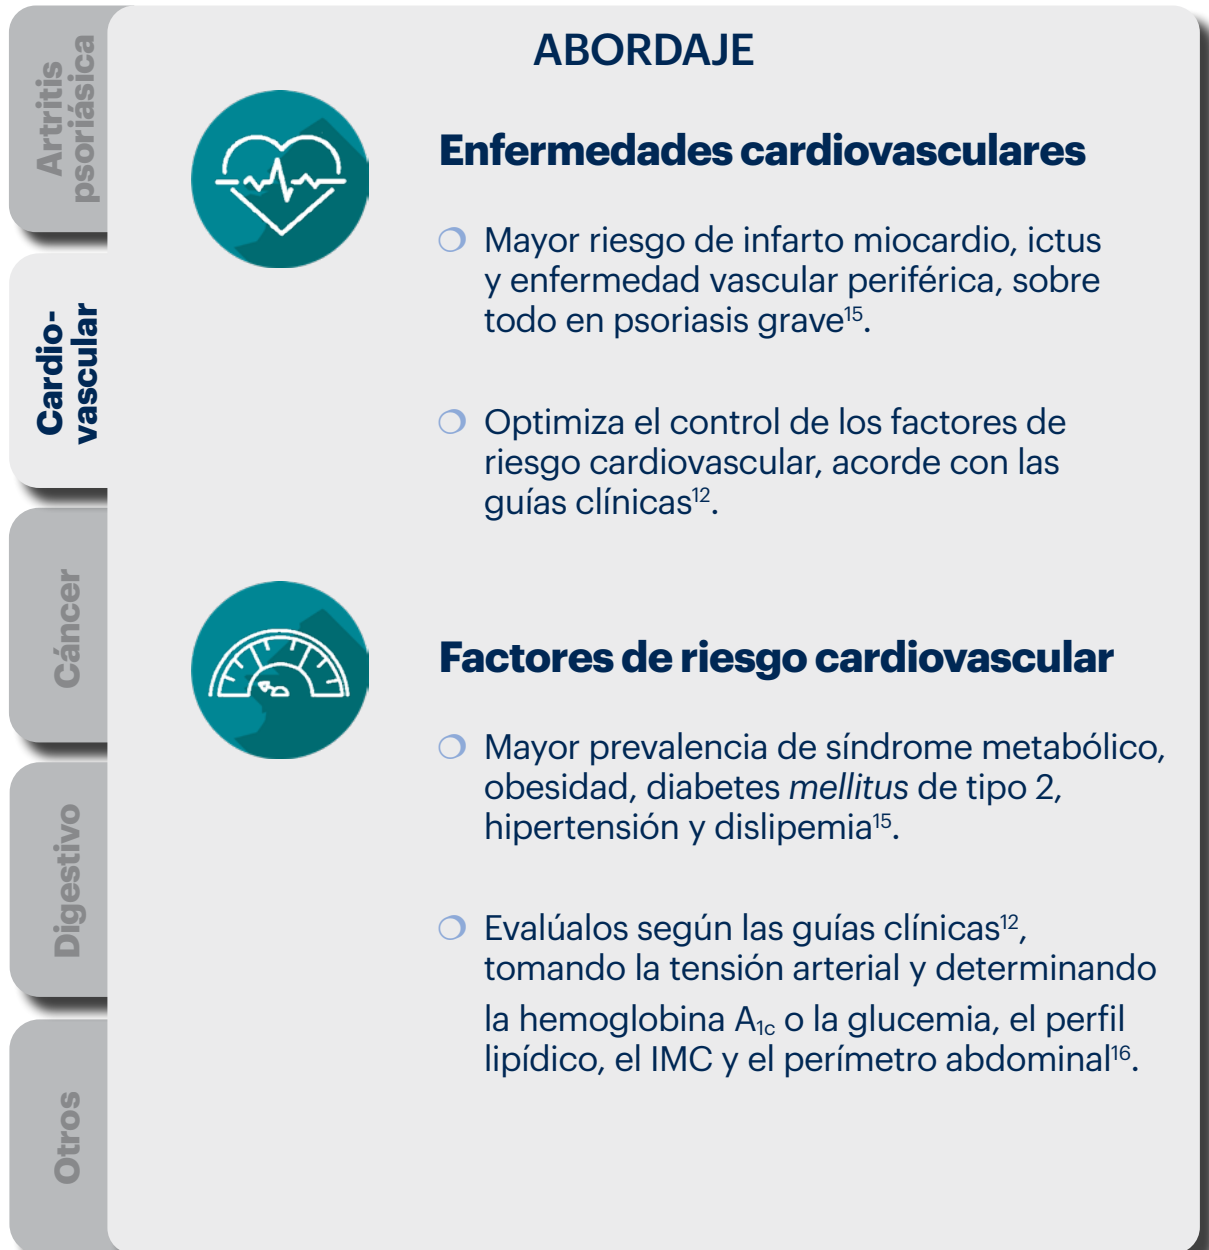 Artritis
psoriásica
Cardio-
vascular
Cáncer
Digestivo
Otros
ABORDAJE
Enfermedades cardiovasculares
Mayor riesgo de infarto miocardio, ictus
y enfermedad vascular periférica, sobre
todo en psoriasis grave¹⁵.
Optimiza el control de los factores de
riesgo cardiovascular, acorde con las
guías clínicas¹².
Factores de riesgo cardiovascular
Mayor prevalencia de síndrome metabólico,
obesidad, diabetes mellitus de tipo 2,
hipertensión y dislipemia¹⁵.
Evalúalos según las guías clínicas¹²,
tomando la tensión arterial y determinando
la hemoglobina A1c o la glucemia, el perfil
lipídico, el IMC y el perímetro abdominal¹⁶.